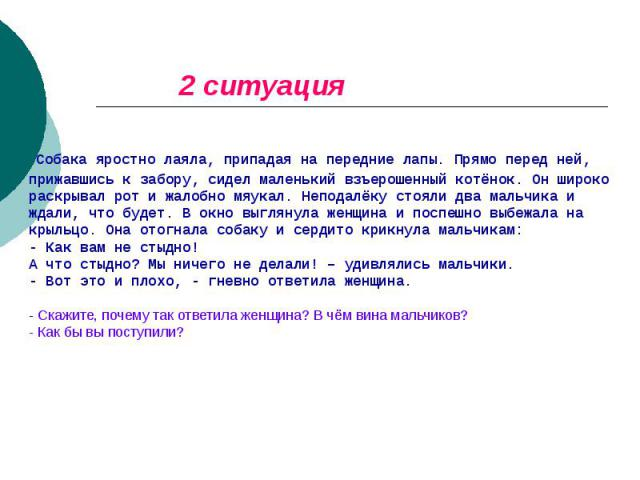 2 ситуация
Собака яростно лаяла, припадая на передние лапы. Прямо перед ней,
прижавшись к забору, сидел маленький взъерошенный котёнок. Он широко
раскрывал рот и жалобно мяукал. Неподалёку стояли два мальчика и
ждали, что будет. В окно выглянула женщина и поспешно выбежала на
крыльцо. Она отогнала собаку и сердито крикнула мальчикам:
- Как вам не стыдно!
А что стыдно? Мы ничего не делали! – удивлялись мальчики.
- Вот это и плохо, - гневно ответила женщина.
- Скажите, почему так ответила женщина? В чём вина мальчиков?
- Как бы вы поступили?